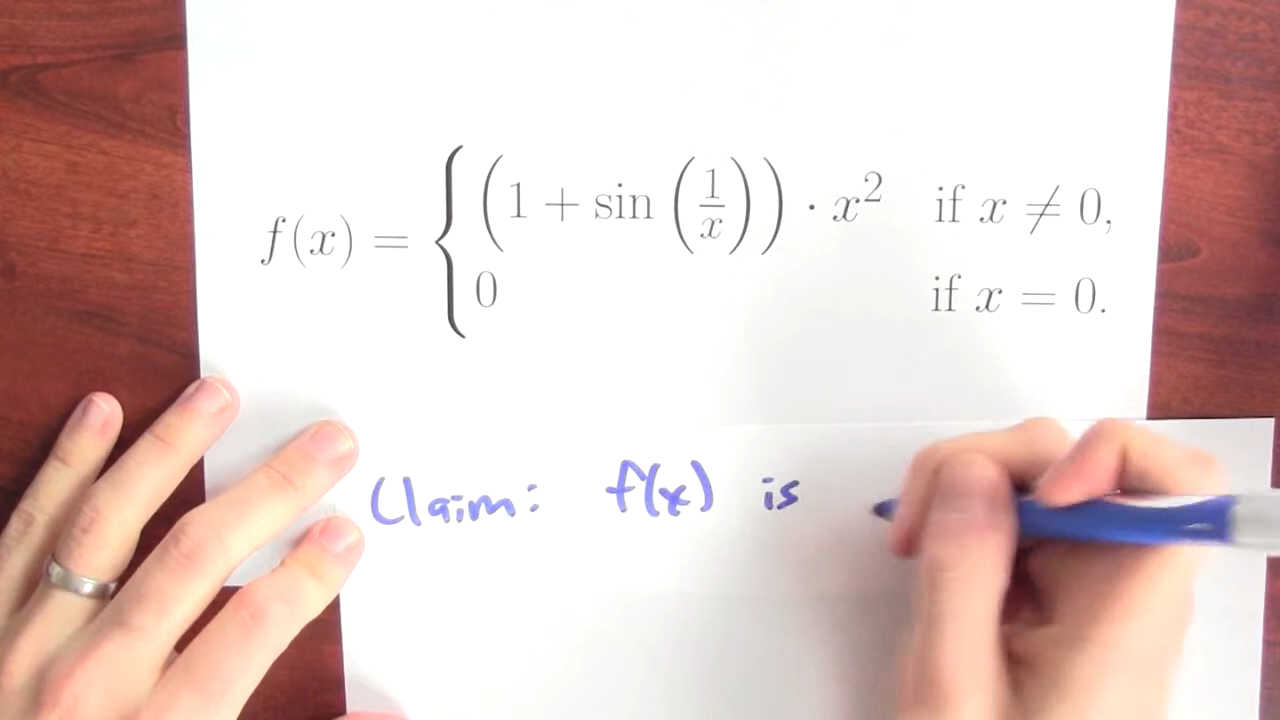 f(x) = { (1 + sin(1/x)) · x² if x ≠ 0,
0 if x = 0.
Claim: f(x) is